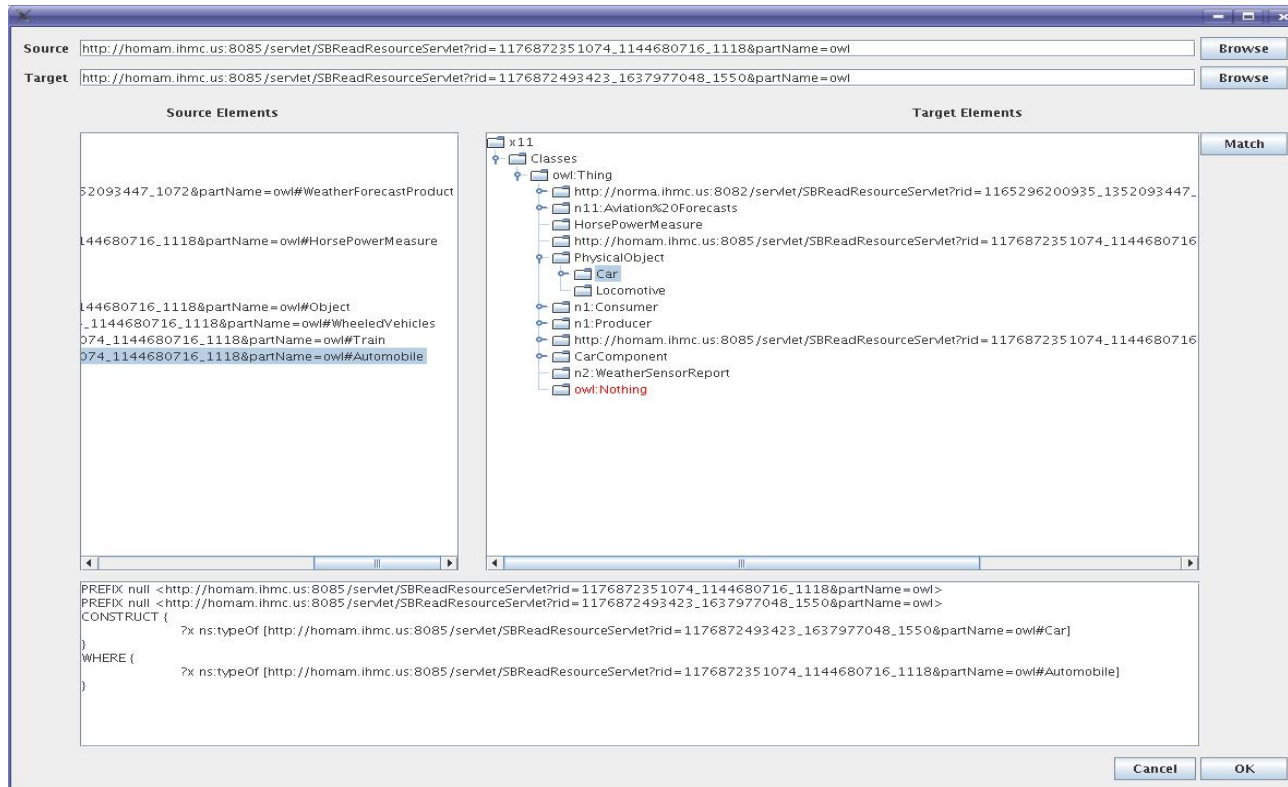 Source http://homam.ihmc.us:8085/servlet/SBReadResourceServlet?rid=1176872351074_1144680716_1118&partName=owl Browse
Target http://homam.ihmc.us:8085/servlet/SBReadResourceServlet?rid=1176872493423_1637977048_1550&partName=owl Browse
Source Elements
52093447_1072&partName=owl#WeatherForecastProduct
144680716_1118&partName=owl#HorsePowerMeasure
144680716_1118&partName=owl#Object
_1144680716_1118&partName=owl#WheeledVehicles
074_1144680716_1118&partName=owl#Train
074_1144680716_1118&partName=owl#Automobile
Target Elements
Match
x11
Classes
owl:Thing
http://norma.ihmc.us:8082/servlet/SBReadResourceServlet?rid=1165296200935_1352093447_
n11:Aviation%20Forecasts
HorsePowerMeasure
http://homam.ihmc.us:8085/servlet/SBReadResourceServlet?rid=1176872351074_1144680716
PhysicalObject
Car
Locomotive
n1:Consumer
n1:Producer
http://homam.ihmc.us:8085/servlet/SBReadResourceServlet?rid=1176872351074_1144680716
CarComponent
n2:WeatherSensorReport
owl:Nothing
PREFIX null <http://homam.ihmc.us:8085/servlet/SBReadResourceServlet?rid=1176872351074_1144680716_1118&partName=owl>
PREFIX null <http://homam.ihmc.us:8085/servlet/SBReadResourceServlet?rid=1176872493423_1637977048_1550&partName=owl>
CONSTRUCT {
?x ns:typeOf [http://homam.ihmc.us:8085/servlet/SBReadResourceServlet?rid=1176872493423_1637977048_1550&partName=owl#Car]
}
WHERE {
?x ns:typeOf [http://homam.ihmc.us:8085/servlet/SBReadResourceServlet?rid=1176872351074_1144680716_1118&partName=owl#Automobile]
}
Cancel OK